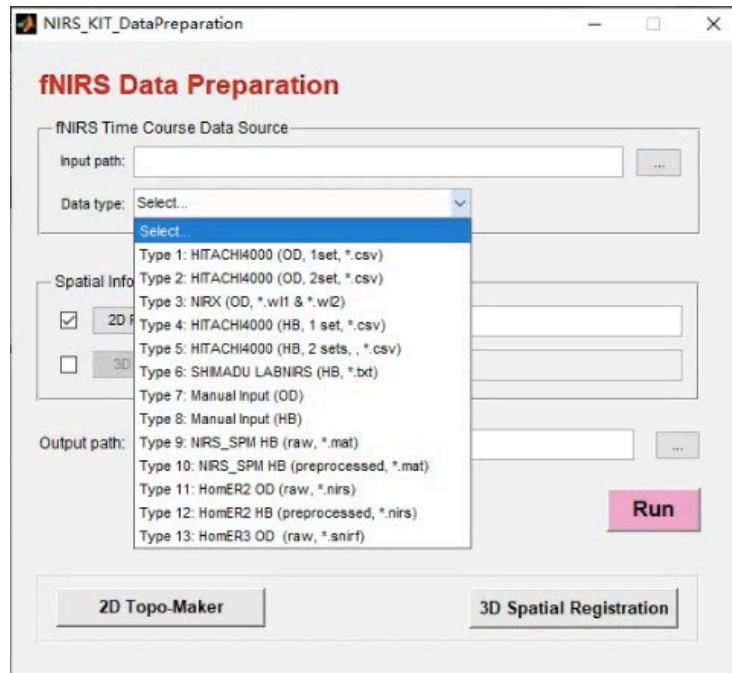 NIRS_KIT_DataPreparation
fNIRS Data Preparation
fNIRS Time Course Data Source
Input path:
...
Data type: Select...
Select...
Type 1: HITACHI4000 (OD, 1set, *.csv)
Type 2: HITACHI4000 (OD, 2set, *.csv)
Spatial Info
Type 3: NIRX (OD, *.wl1 & *.wl2)
2D
Type 4: HITACHI4000 (HB, 1 set, *.csv)
Type 5: HITACHI4000 (HB, 2 sets, , *.csv)
3D
Type 6: SHIMADU LABNIRS (HB, *.txt)
Type 7: Manual Input (OD)
Type 8: Manual Input (HB)
Output path:
...
Type 9: NIRS_SPM HB (raw, *.mat)
Type 10: NIRS_SPM HB (preprocessed, *.mat)
Type 11: HomER2 OD (raw, *.nirs)
Type 12: HomER2 HB (preprocessed, *.nirs)
Run
Type 13: HomER3 OD (raw, *.snirf)
2D Topo-Maker
3D Spatial Registration